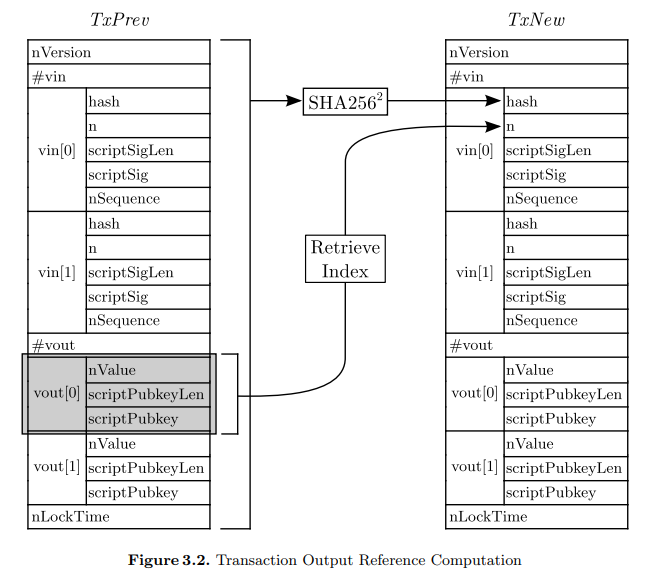 TxPrev
nVersion
#vin
vin[0]
hash
n
scriptSigLen
scriptSig
nSequence
vin[1]
hash
n
scriptSigLen
scriptSig
nSequence
#vout
vout[0]
nValue
scriptPubkeyLen
scriptPubkey
vout[1]
nValue
scriptPubkeyLen
scriptPubkey
nLockTime
SHA256²
Retrieve
Index
TxNew
nVersion
#vin
vin[0]
hash
n
scriptSigLen
scriptSig
nSequence
vin[1]
hash
n
scriptSigLen
scriptSig
nSequence
#vout
vout[0]
nValue
scriptPubkeyLen
scriptPubkey
vout[1]
nValue
scriptPubkeyLen
scriptPubkey
nLockTime
Figure 3.2. Transaction Output Reference Computation